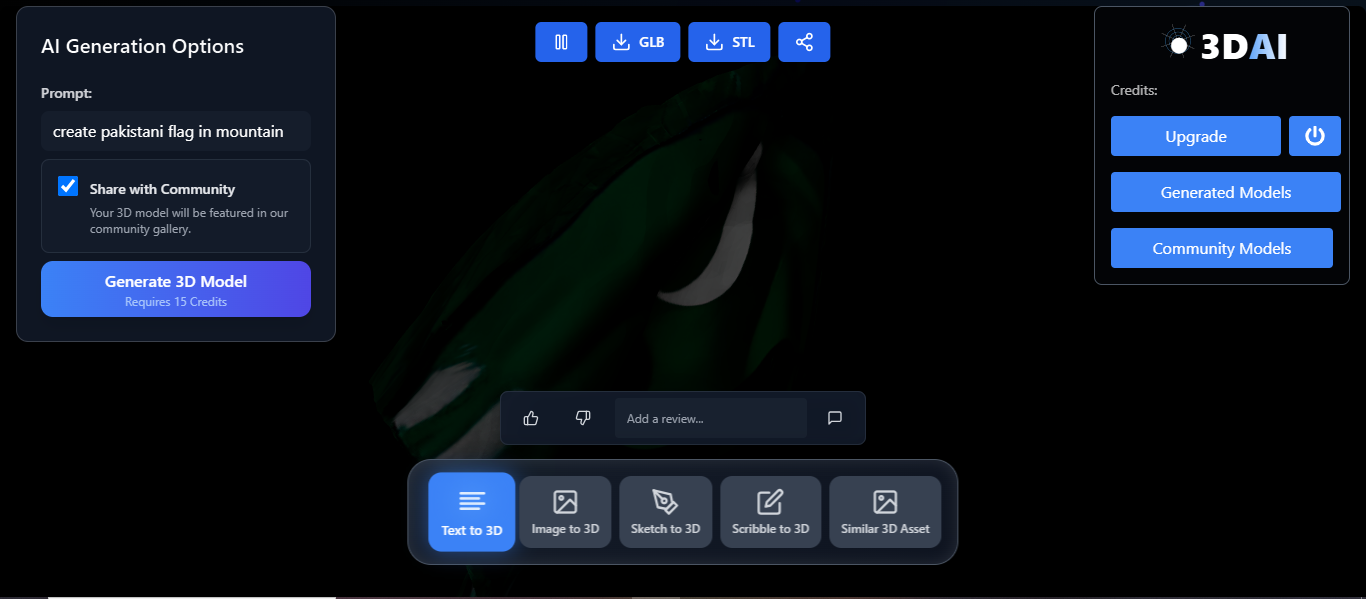 AI Generation Options
Prompt:
create pakistani flag in mountain
Share with Community
Your 3D model will be featured in our
community gallery.
Generate 3D Model
Requires 15 Credits
GLB
STL
3DAI
Credits:
Upgrade
Generated Models
Community Models
Add a review...
Text to 3D
Image to 3D
Sketch to 3D
Scribble to 3D
Similar 3D Asset